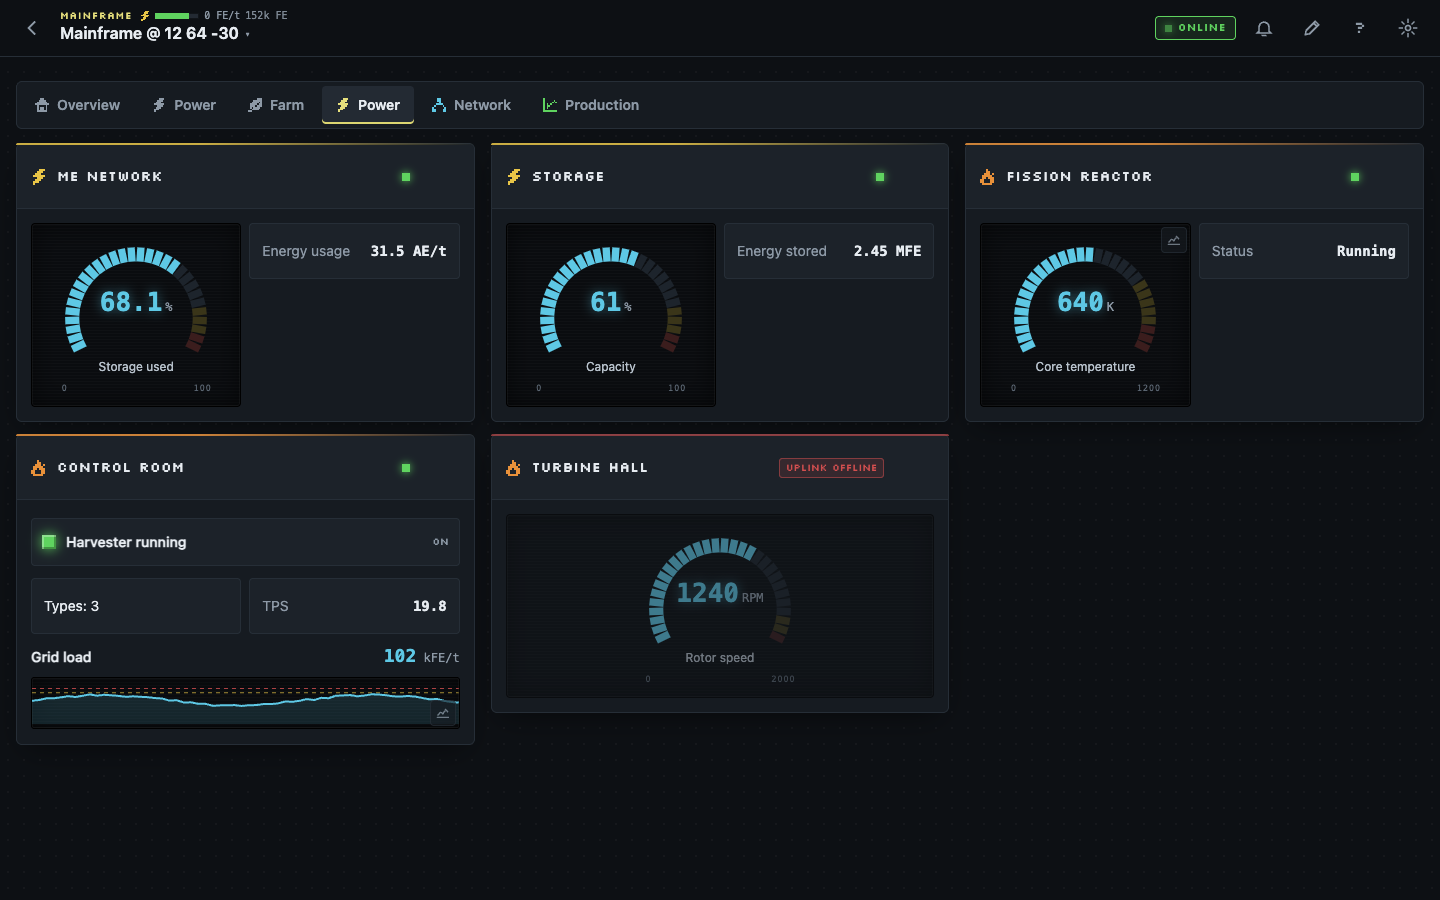 MAINFRAME 0 FE/t 152k FE
Mainframe @ 12 64 -30
ONLINE
?
Overview Power Farm Power Network Production
ME NETWORK
68.1%
Storage used
0 100
Energy usage 31.5 AE/t
STORAGE
61%
Capacity
0 100
Energy stored 2.45 MFE
FISSION REACTOR
640K
Core temperature
0 1200
Status Running
CONTROL ROOM
Harvester running ON
Types: 3
TPS 19.8
Grid load 102 kFE/t
TURBINE HALL UPLINK OFFLINE
1240 RPM
Rotor speed
0 2000